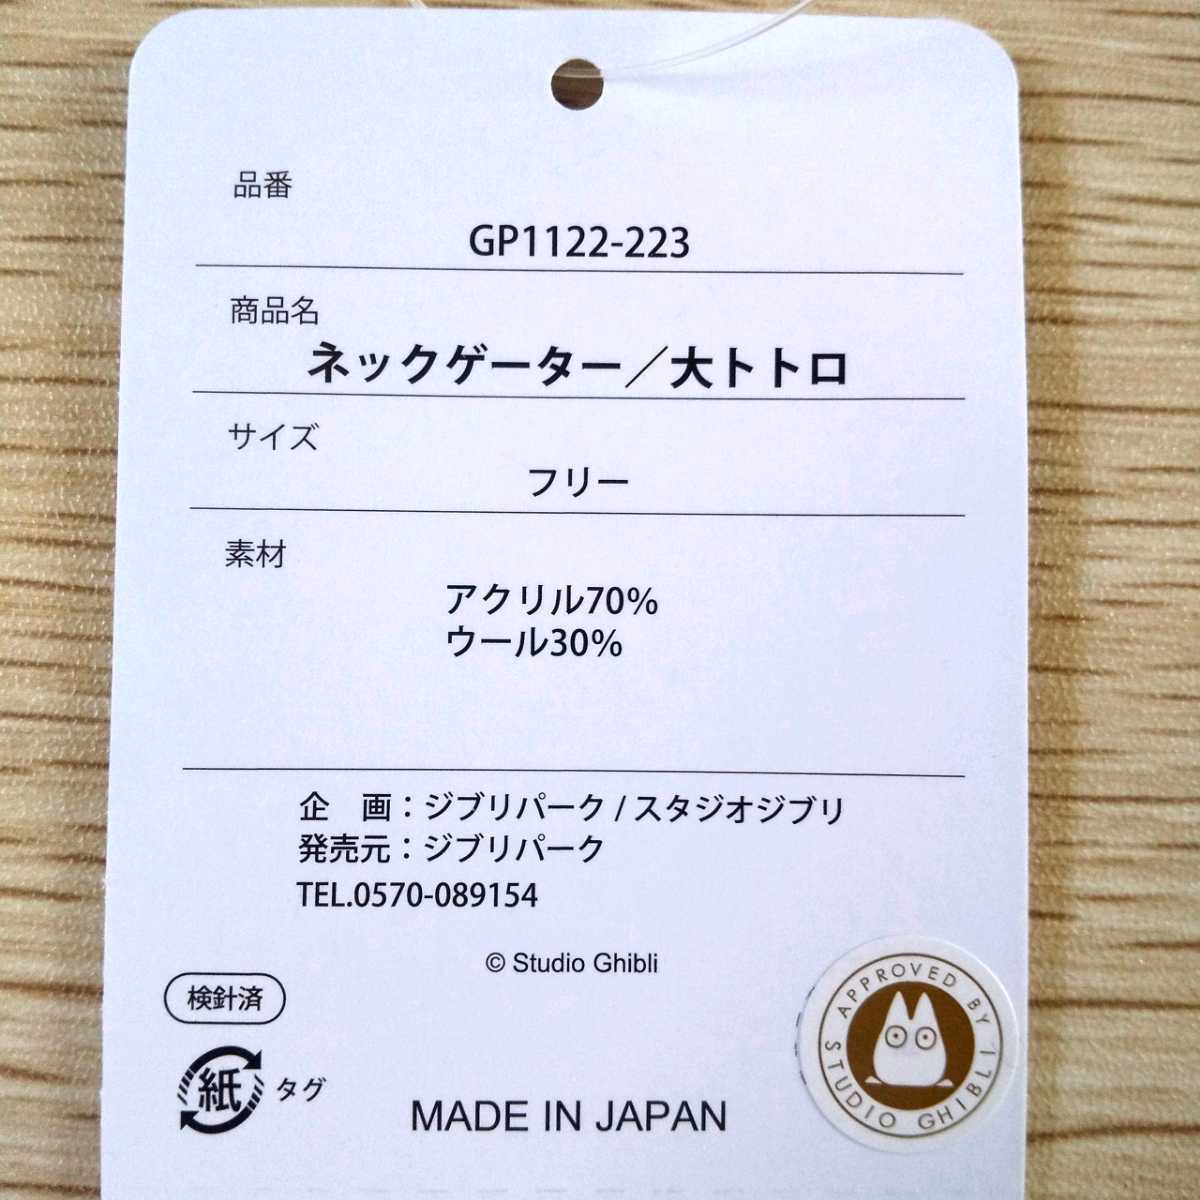 品番
GP1122-223
商品名
ネックゲーター／大トトロ
サイズ
フリー
素材
アクリル70%
ウール30%
企　画：ジブリパーク / スタジオジブリ
発売元：ジブリパーク
TEL.0570-089154
© Studio Ghibli
検針済
紙 タグ
MADE IN JAPAN
APPROVED BY STUDIO GHIBLI